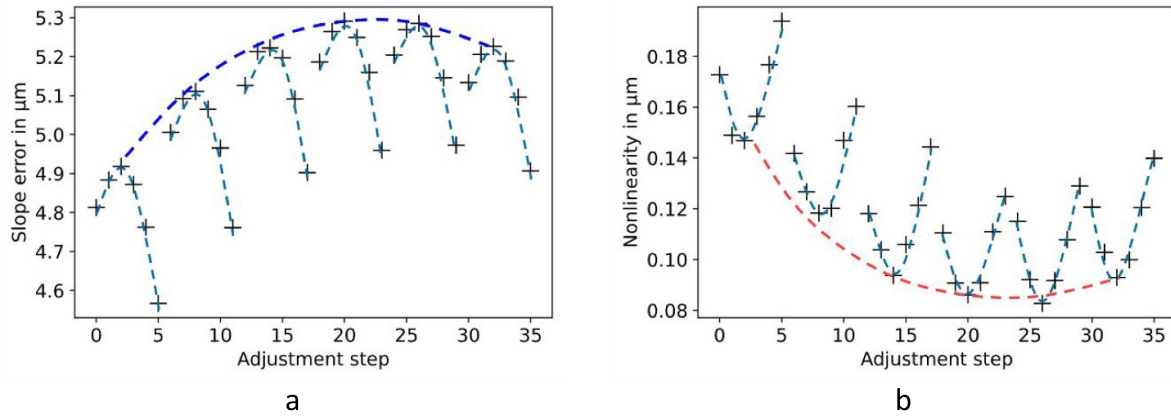 5.3
5.2
5.1
5.0
4.9
4.8
4.7
4.6
Slope error in µm
0 5 10 15 20 25 30 35
Adjustment step
a
0.18
0.16
0.14
0.12
0.10
0.08
Nonlinearity in µm
0 5 10 15 20 25 30 35
Adjustment step
b